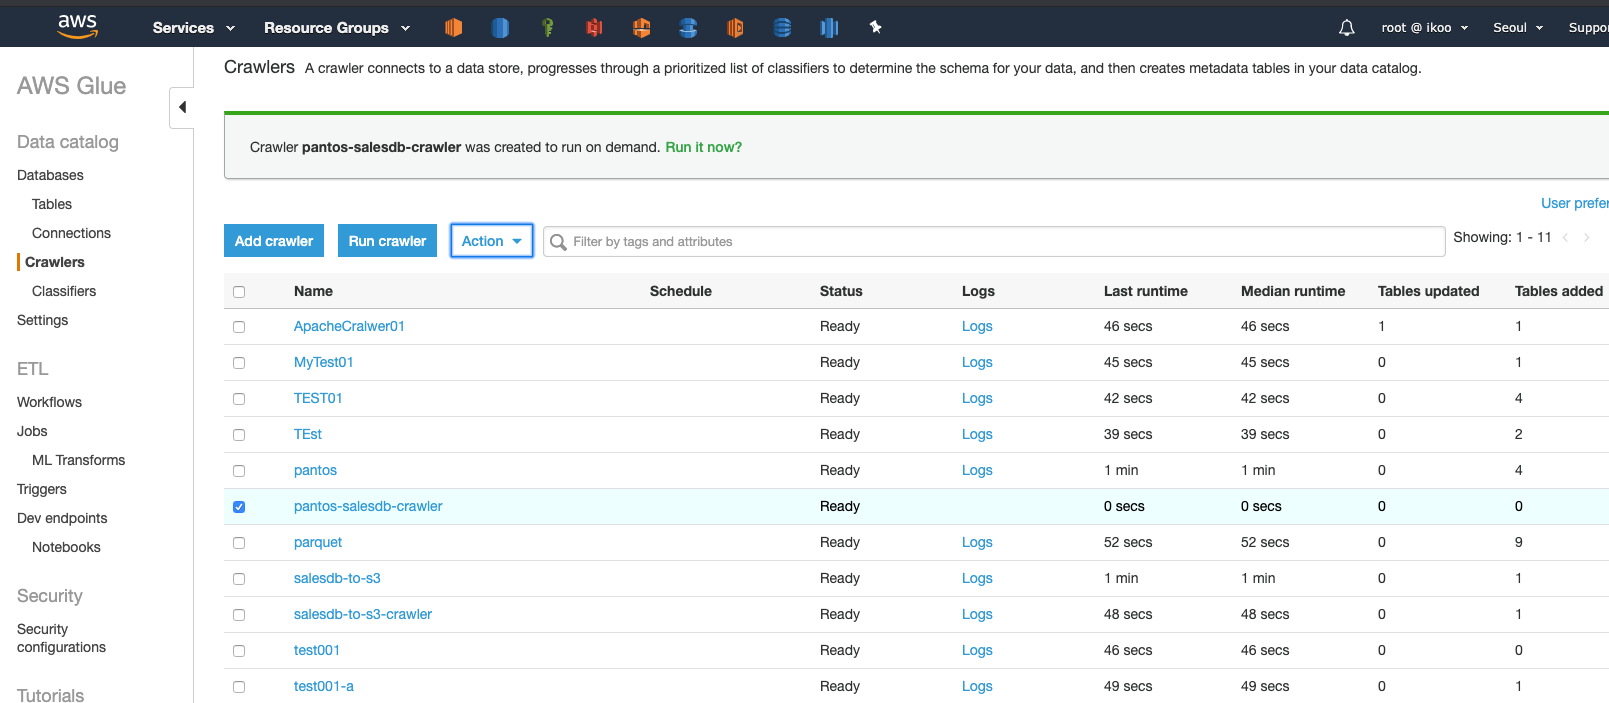 aws Services Resource Groups root @ ikoo Seoul
AWS Glue
Data catalog
Databases
Tables
Connections
Crawlers
Classifiers
Settings
ETL
Workflows
Jobs
ML Transforms
Triggers
Dev endpoints
Notebooks
Security
Security
configurations
Tutorials
Crawlers A crawler connects to a data store, progresses through a prioritized list of classifiers to determine the schema for your data, and then creates metadata tables in your data catalog.
Crawler pantos-salesdb-crawler was created to run on demand. Run it now?
User prefer
Add crawler Run crawler Action Filter by tags and attributes Showing: 1 - 11
Name Schedule Status Logs Last runtime Median runtime Tables updated Tables added
ApacheCralwer01 Ready Logs 46 secs 46 secs 1 1
MyTest01 Ready Logs 45 secs 45 secs 0 1
TEST01 Ready Logs 42 secs 42 secs 0 4
TEst Ready Logs 39 secs 39 secs 0 2
pantos Ready Logs 1 min 1 min 0 4
pantos-salesdb-crawler Ready 0 secs 0 secs 0 0
parquet Ready Logs 52 secs 52 secs 0 9
salesdb-to-s3 Ready Logs 1 min 1 min 0 1
salesdb-to-s3-crawler Ready Logs 48 secs 48 secs 0 1
test001 Ready Logs 46 secs 46 secs 0 0
test001-a Ready Logs 49 secs 49 secs 0 1